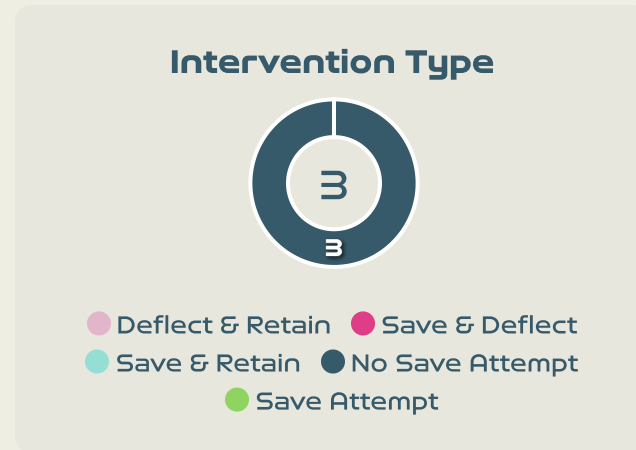 Intervention Type
3
3
Deflect & Retain Save & Deflect
Save & Retain No Save Attempt
Save Attempt